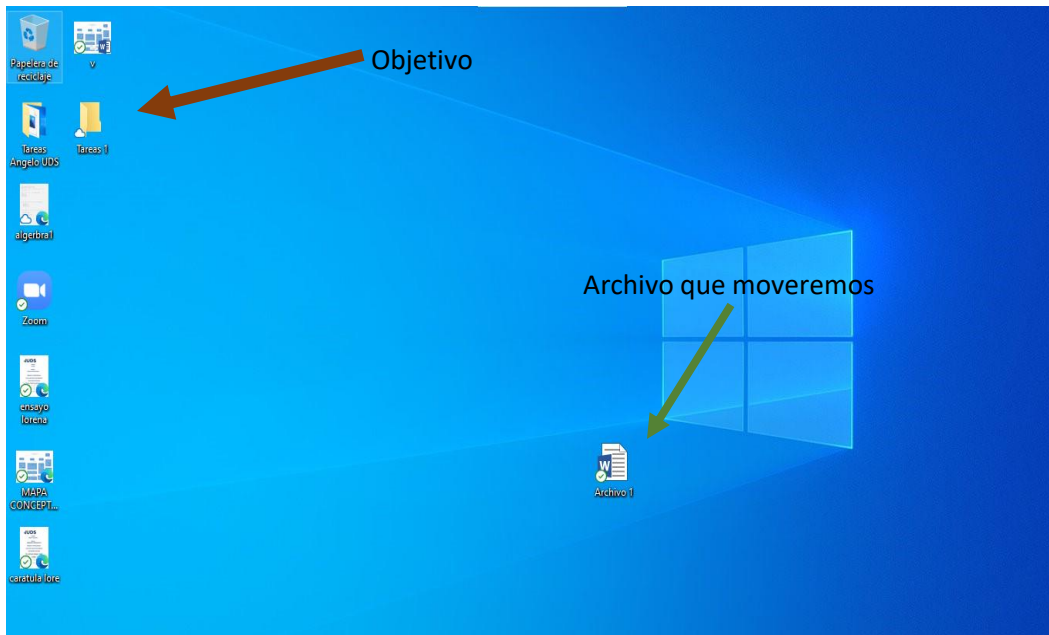 Papelera de
reciclaje
v
Objetivo
Tareas
Angelo UDS
Tareas 1
algerbra1
Archivo que moveremos
Zoom
ensayo
lorena
MAPA
CONCEPT...
Archivo 1
caratula lore